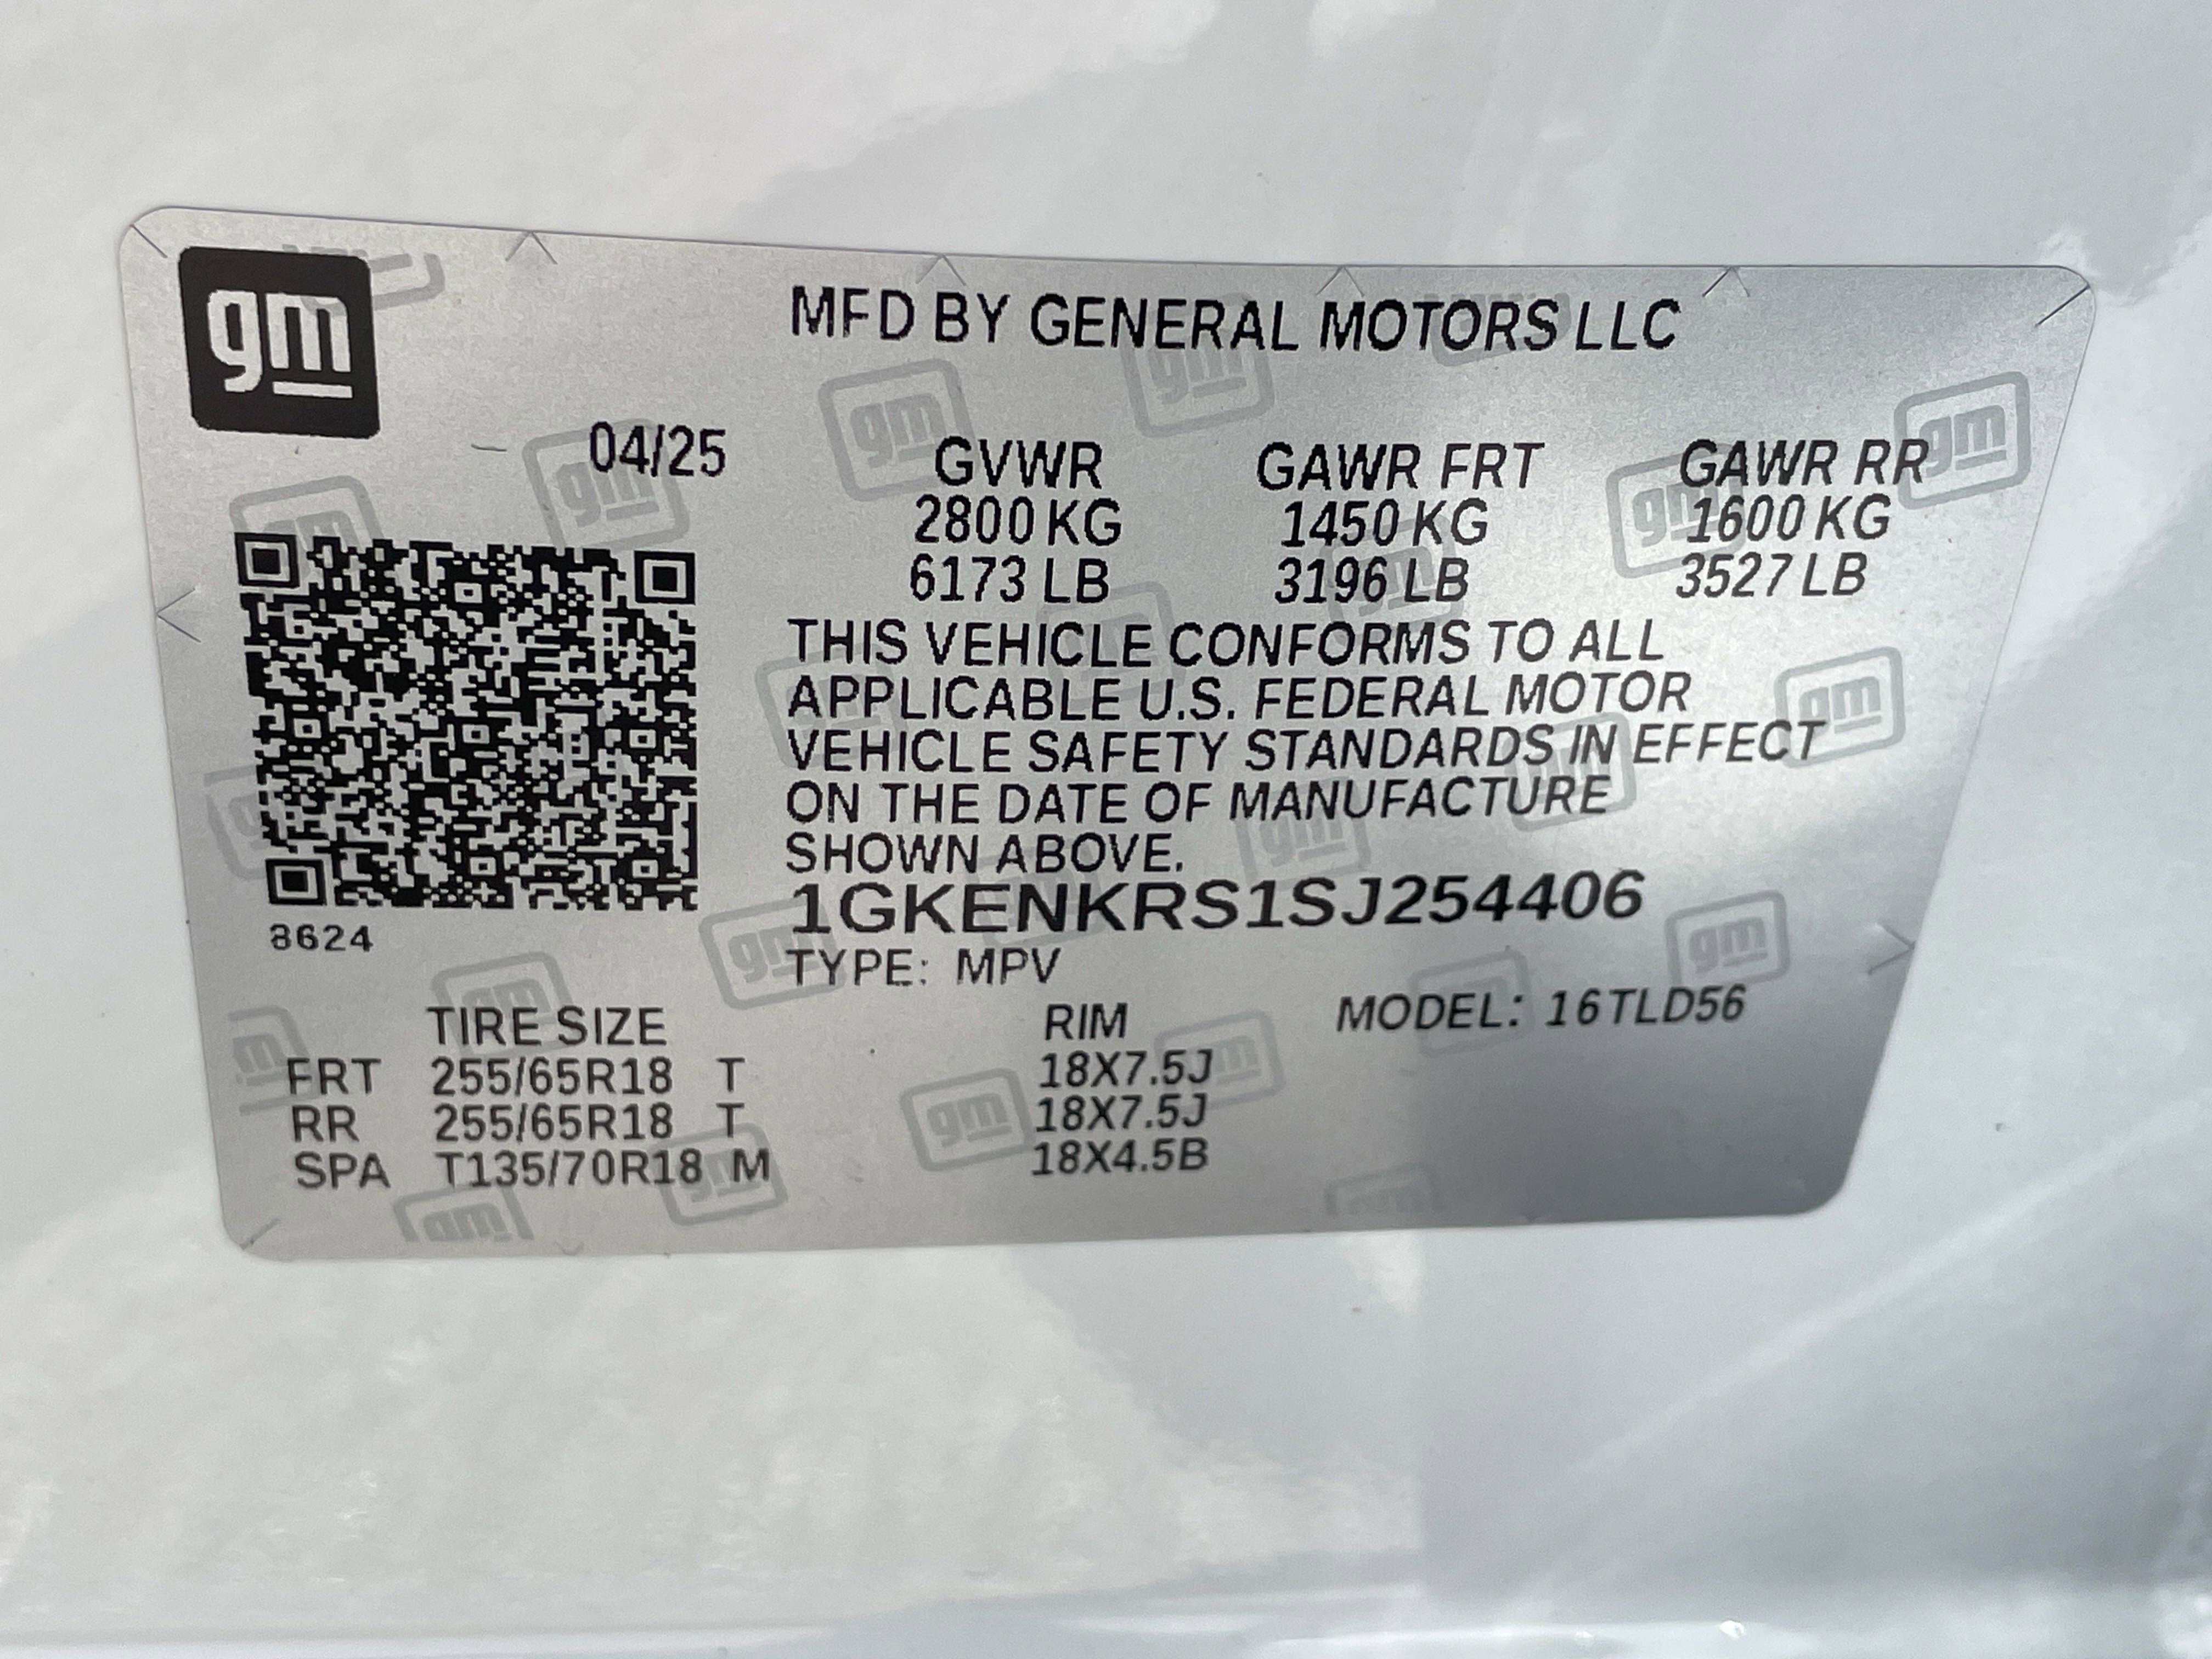 gm
MFD BY GENERAL MOTORS LLC
04/25
GVWR GAWR FRT GAWR RR
2800 KG 1450 KG 1600 KG
6173 LB 3196 LB 3527 LB
THIS VEHICLE CONFORMS TO ALL
APPLICABLE U.S. FEDERAL MOTOR
VEHICLE SAFETY STANDARDS IN EFFECT
ON THE DATE OF MANUFACTURE
SHOWN ABOVE.
1GKENKRS1SJ254406
8624
TYPE: MPV
MODEL: 16TLD56
TIRE SIZE RIM
FRT 255/65R18 T 18X7.5J
RR 255/65R18 T 18X7.5J
SPA T135/70R18 M 18X4.5B